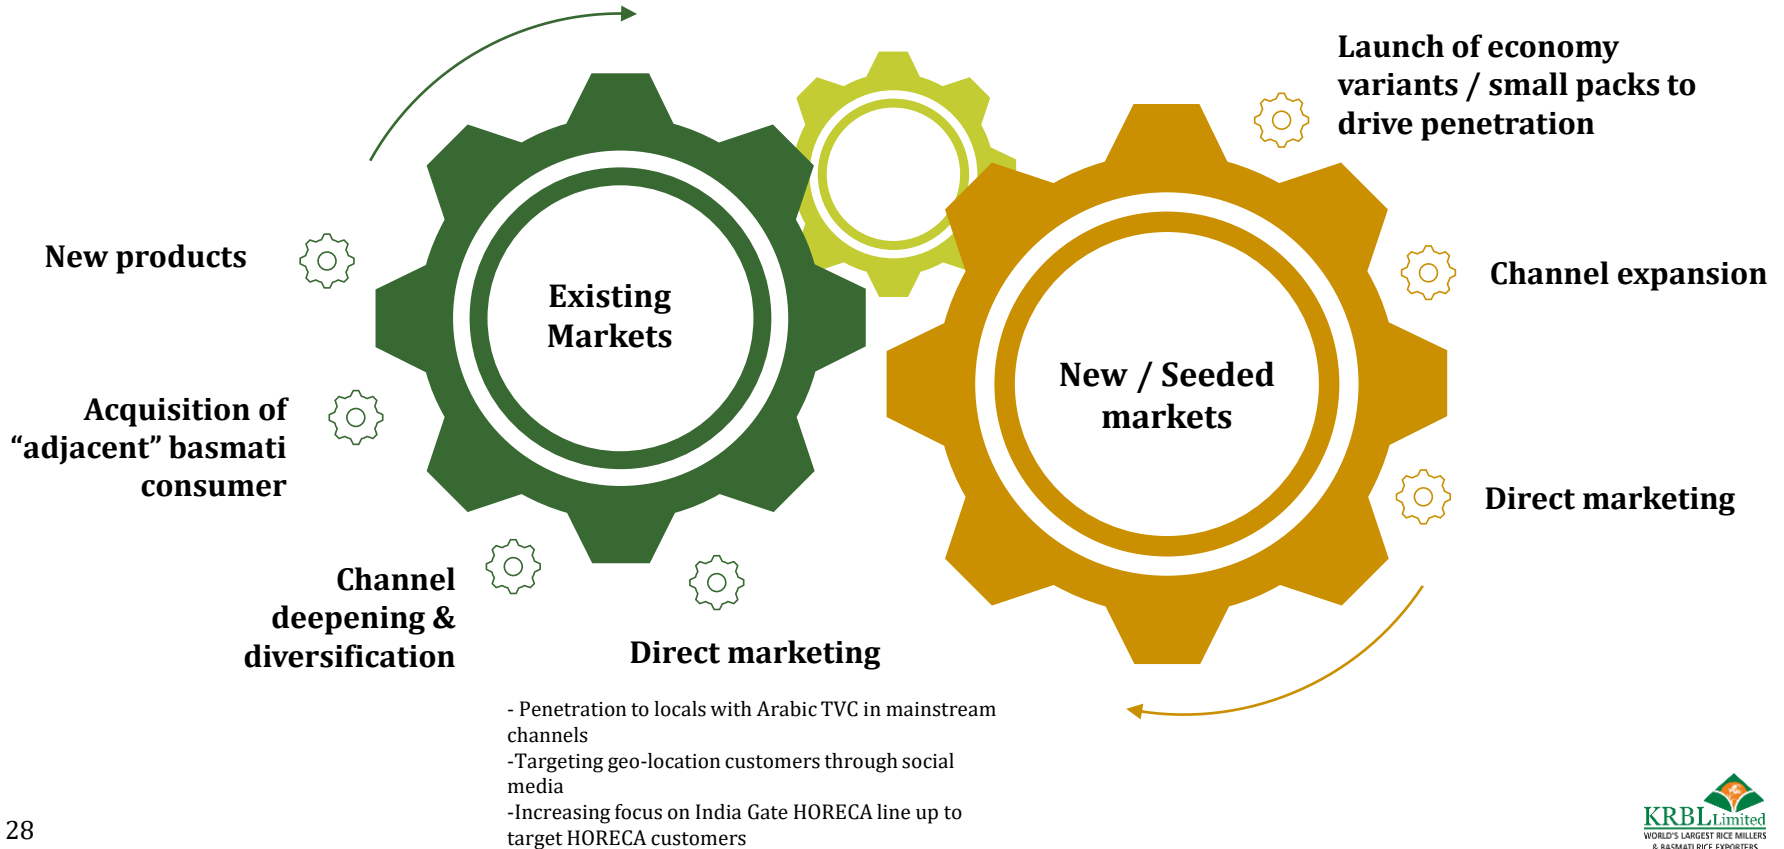 Launch of economy
variants / small packs to
drive penetration
New products
Existing
Markets
Channel expansion
New / Seeded
markets
Acquisition of
“adjacent” basmati
consumer
Direct marketing
Channel
deepening &
diversification
Direct marketing
- Penetration to locals with Arabic TVC in mainstream
channels
-Targeting geo-location customers through social
media
-Increasing focus on India Gate HORECA line up to
target HORECA customers
28
KRBL Limited
WORLD'S LARGEST RICE MILLERS
& BASMATI RICE EXPORTERS